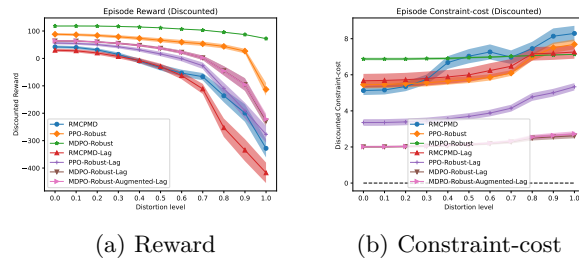 Episode Reward (Discounted)
100
0
−100
−200
−300
−400
Discounted Reward
RMCPMD
PPO-Robust
MDPO-Robust
RMCPMD-Lag
PPO-Robust-Lag
MDPO-Robust-Lag
MDPO-Robust-Augmented-Lag
0.0 0.1 0.2 0.3 0.4 0.5 0.6 0.7 0.8 0.9 1.0
Distortion level
(a) Reward
Episode Constraint-cost (Discounted)
8
6
4
2
0
Discounted Constraint-cost
RMCPMD
PPO-Robust
MDPO-Robust
RMCPMD-Lag
PPO-Robust-Lag
MDPO-Robust-Lag
MDPO-Robust-Augmented-Lag
0.0 0.1 0.2 0.3 0.4 0.5 0.6 0.7 0.8 0.9 1.0
Distortion level
(b) Constraint-cost